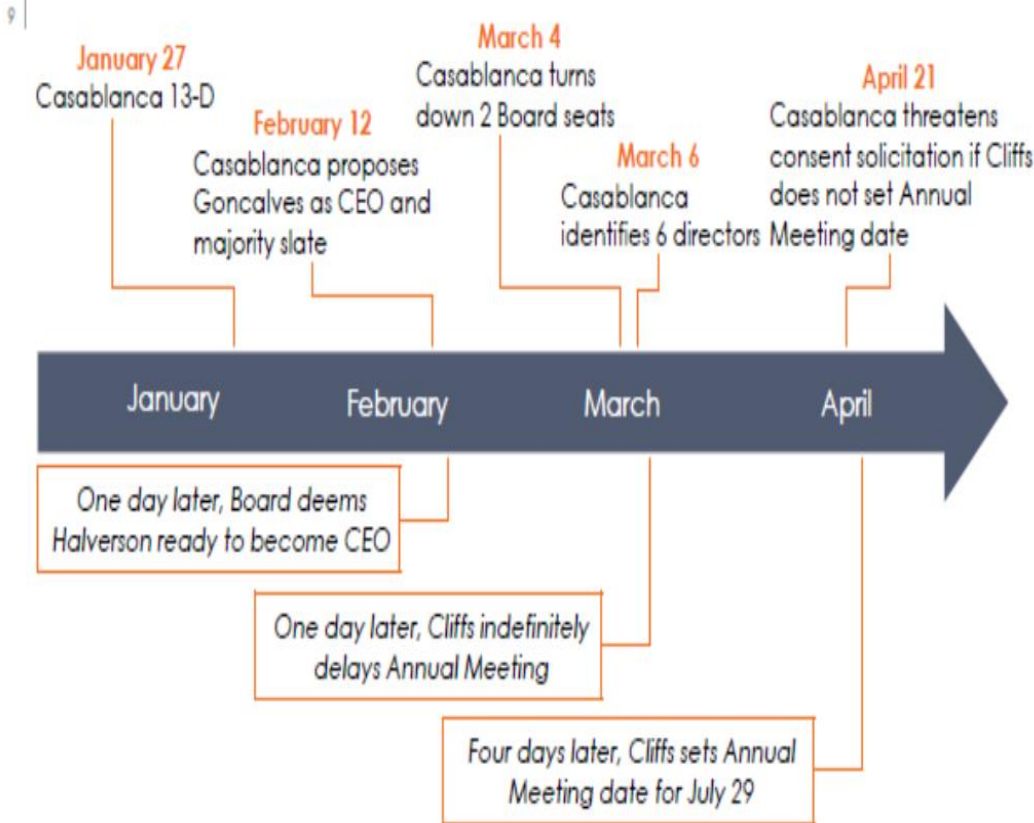 9
January 27
Casablanca 13-D
February 12
Casablanca proposes
Goncalves as CEO and
majority slate
March 4
Casablanca turns
down 2 Board seats
March 6
Casablanca
identifies 6 directors
April 21
Casablanca threatens
consent solicitation if Cliffs
does not set Annual
Meeting date
January
February
March
April
One day later, Board deems
Halverson ready to become CEO
One day later, Cliffs indefinitely
delays Annual Meeting
Four days later, Cliffs sets Annual
Meeting date for July 29